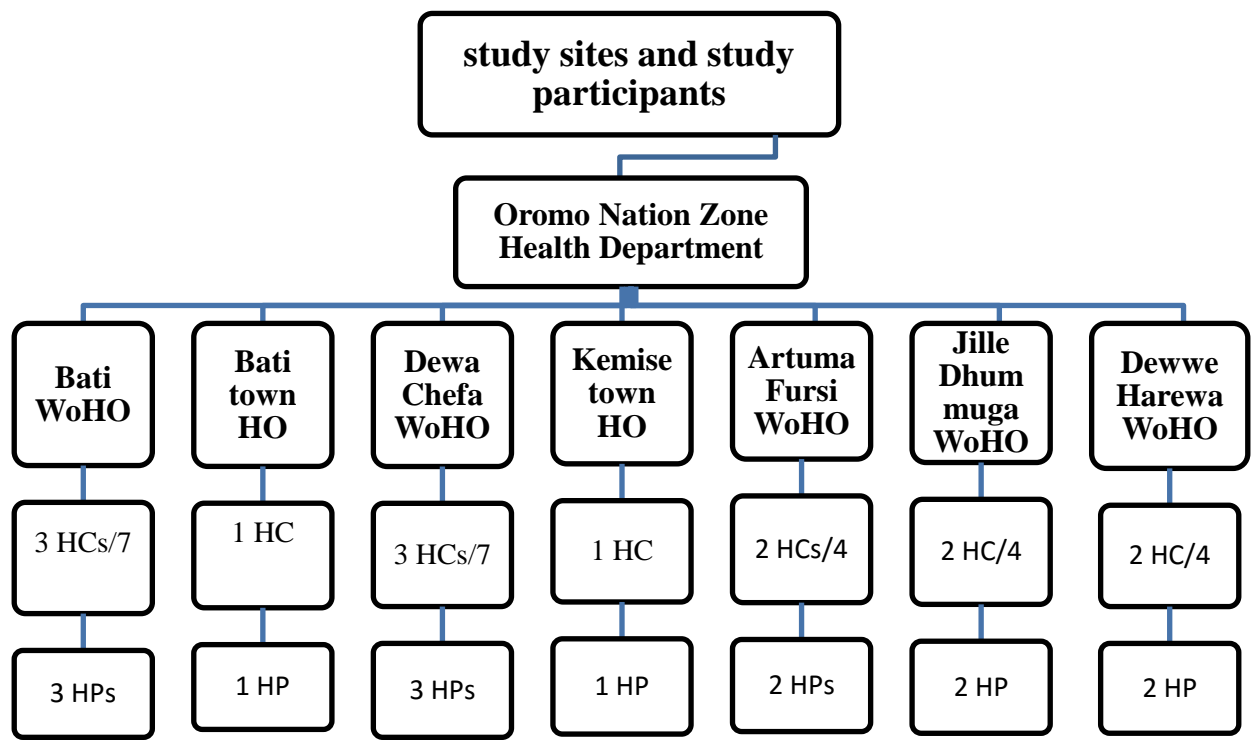 study sites and study
participants
Oromo Nation Zone
Health Department
Bati
WoHO
Bati
town
HO
Dewa
Chefa
WoHO
Kemise
town
HO
Artuma
Fursi
WoHO
Jille
Dhum
muga
WoHO
Dewwe
Harewa
WoHO
3 HCs/7
1 HC
3 HCs/7
1 HC
2 HCs/4
2 HC/4
2 HC/4
3 HPs
1 HP
3 HPs
1 HP
2 HPs
2 HP
2 HP